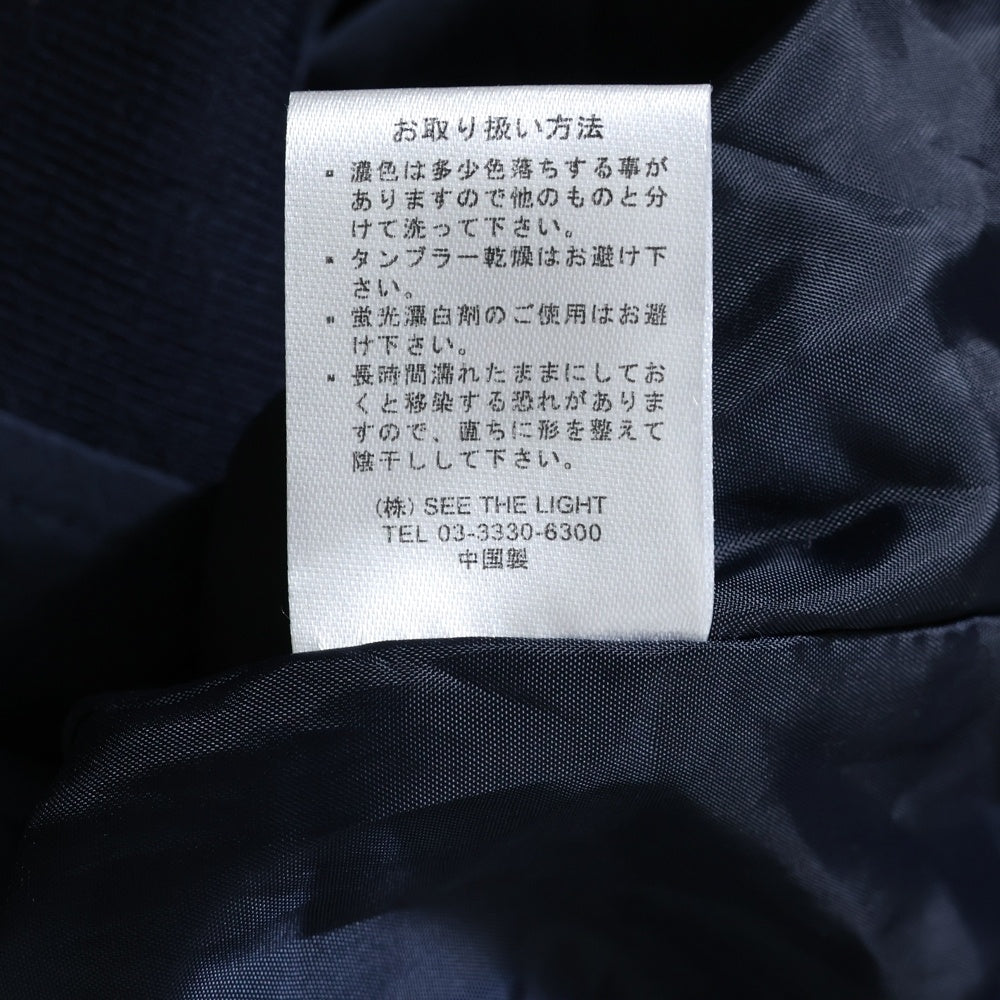 お取り扱い方法
▪ 濃色は多少色落ちする事が
ありますので他のものと分
けて洗って下さい。
▪ タンブラー乾燥はお避け下
さい。
▪ 蛍光漂白剤のご使用はお避
け下さい。
▪ 長時間濡れたままにしてお
くと移染する恐れがありま
すので、直ちに形を整えて
陰干しして下さい。
(株) SEE THE LIGHT
TEL 03-3330-6300
中国製